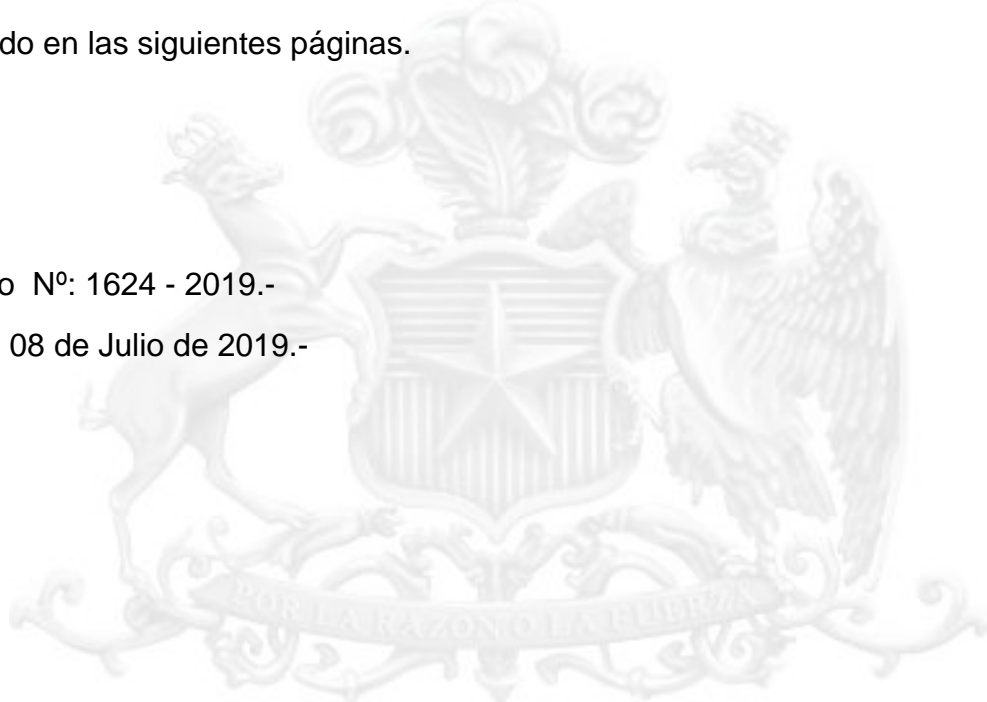 do en las siguientes páginas.
o Nº: 1624 - 2019.-
08 de Julio de 2019.-
POR LA RAZON O LA FUERZA